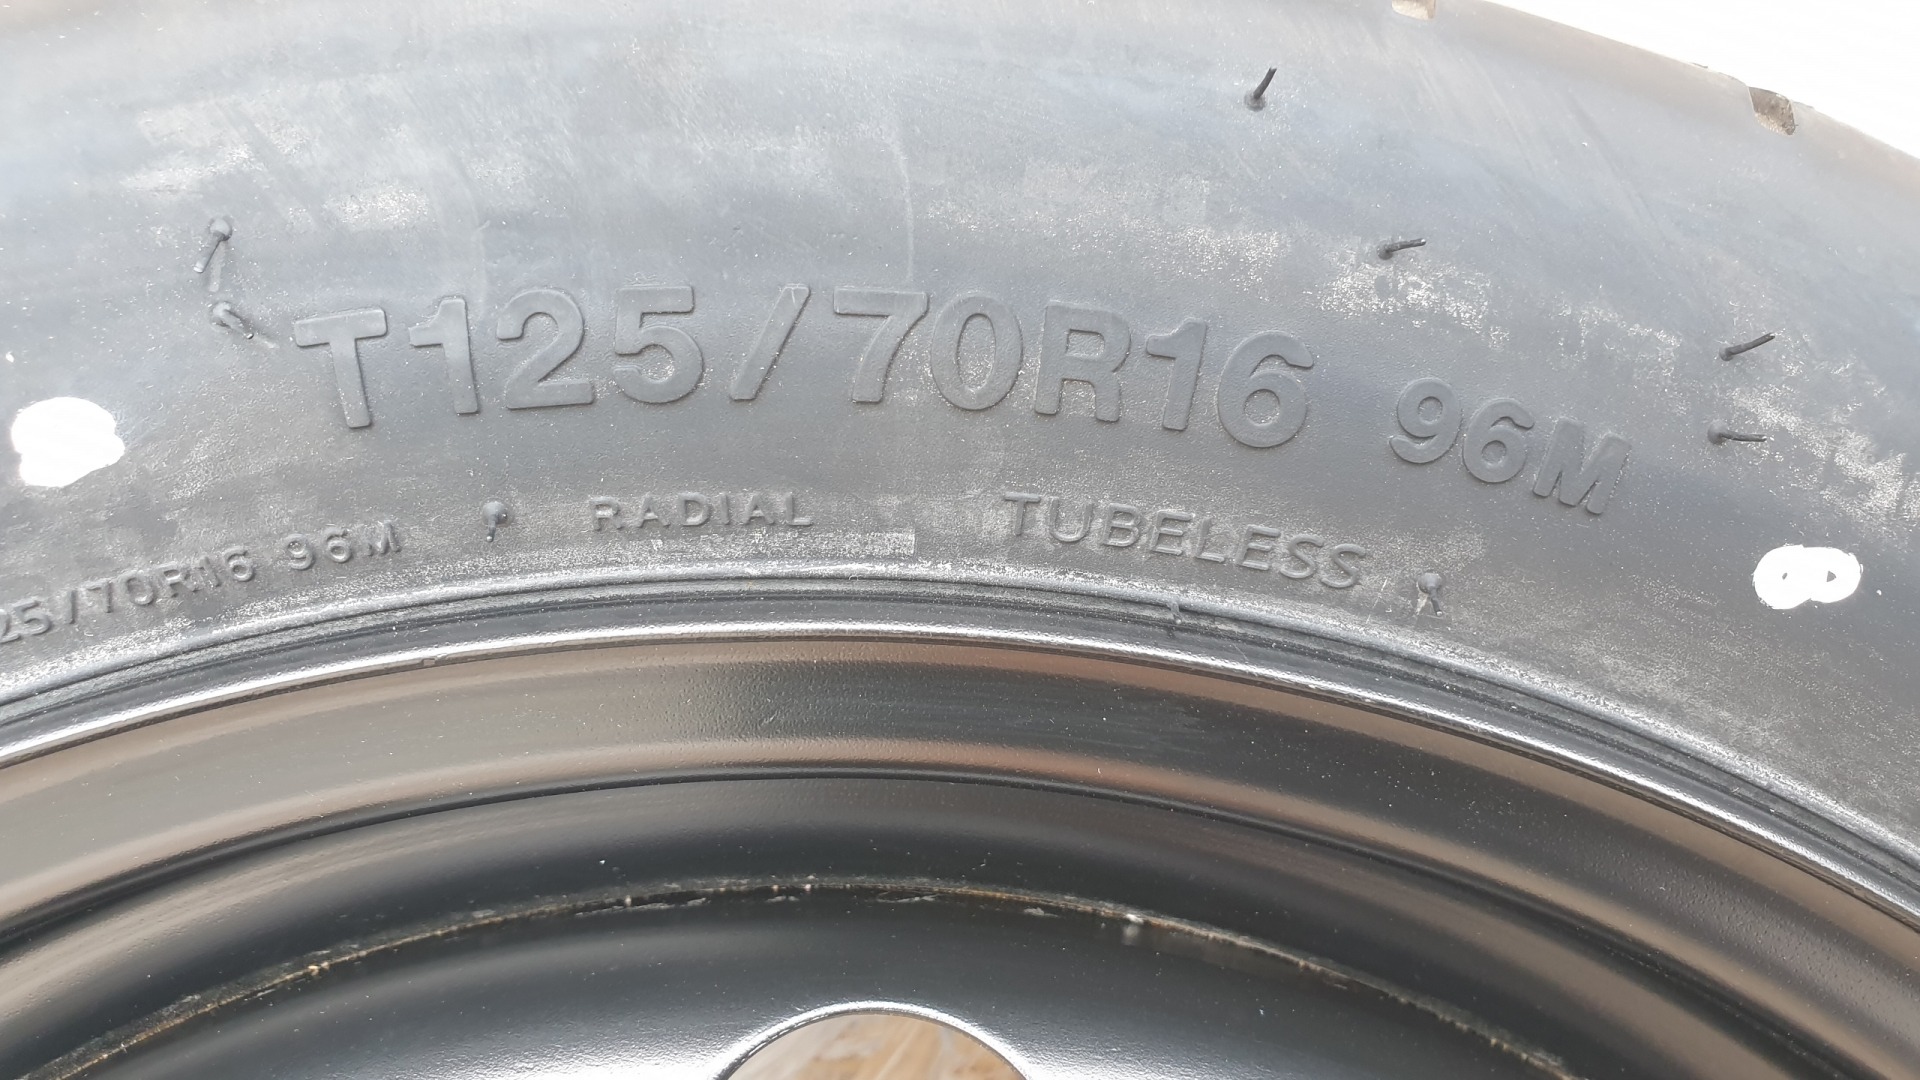 T125/70R16 96M
25/70R16 96M RADIAL TUBELESS